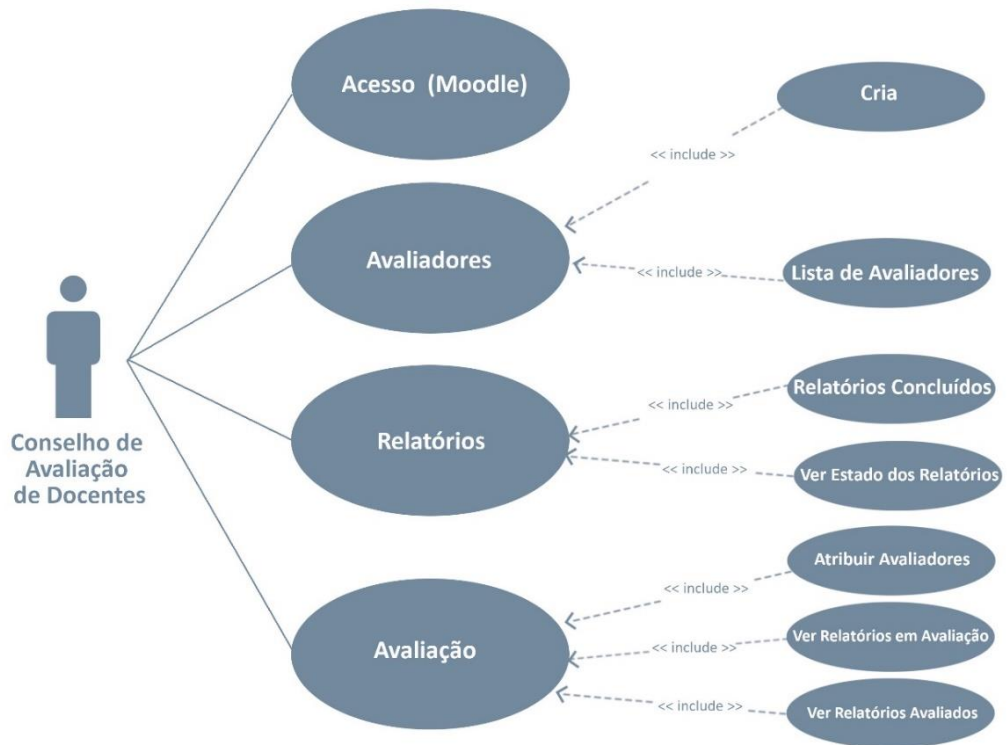 Acesso (Moodle)
Cria
<< include >>
Avaliadores
<< include >>
Lista de Avaliadores
Conselho de
Avaliação
de Docentes
Relatórios
<< include >>
Relatórios Concluídos
<< include >>
Ver Estado dos Relatórios
Avaliação
<< include >>
Atribuir Avaliadores
<< include >>
Ver Relatórios em Avaliação
<< include >>
Ver Relatórios Avaliados